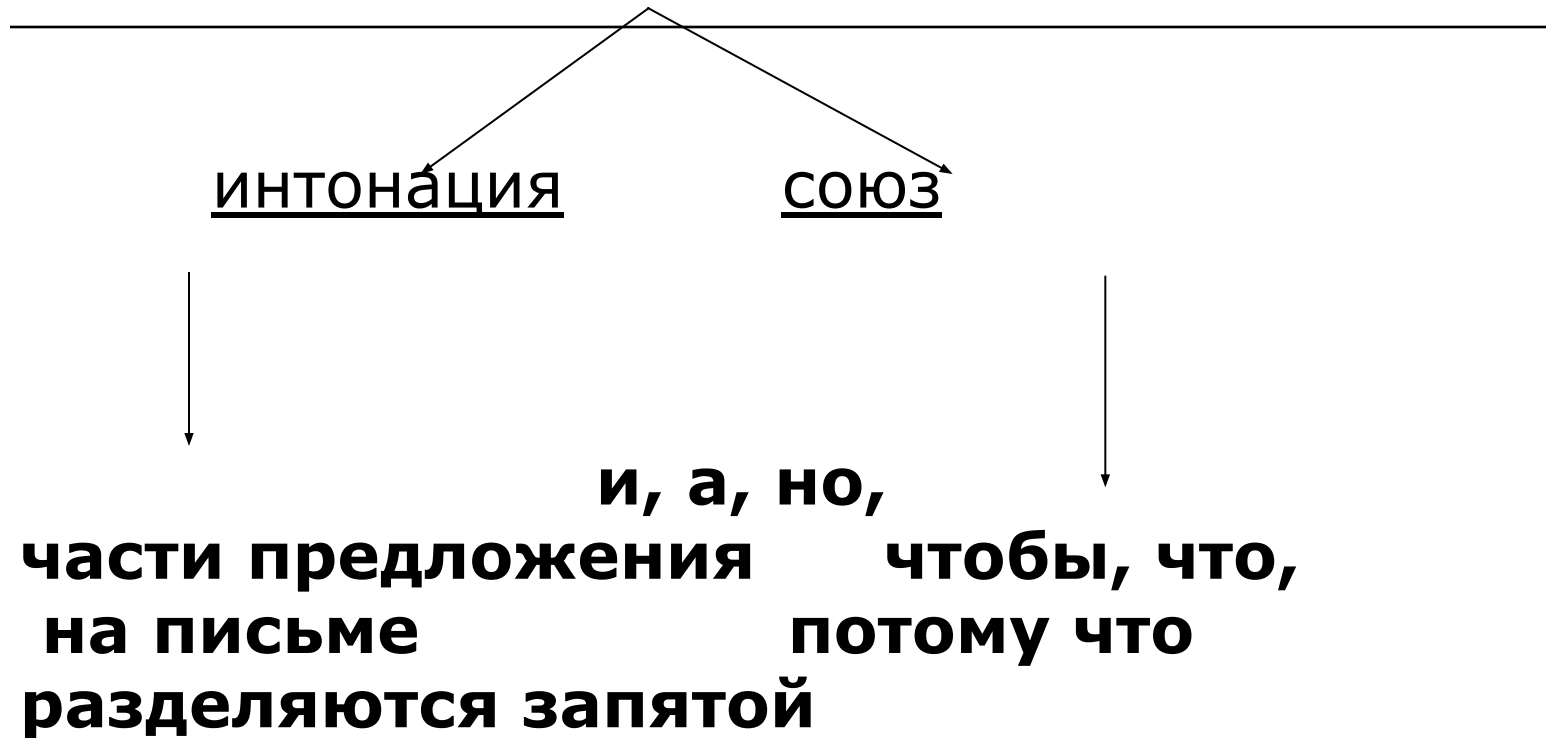 интонация союз
и, а, но,
части предложения чтобы, что,
на письме потому что
разделяются запятой